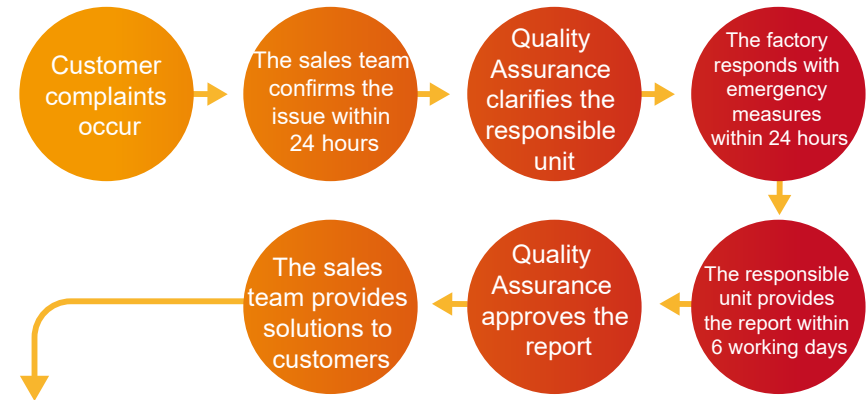 Customer
complaints
occur
The sales team
confirms the
issue within
24 hours
Quality
Assurance
clarifies the
responsible
unit
The factory
responds with
emergency
measures
within 24 hours
The responsible
unit provides
the report within
6 working days
Quality
Assurance
approves the
report
The sales
team provides
solutions to
customers